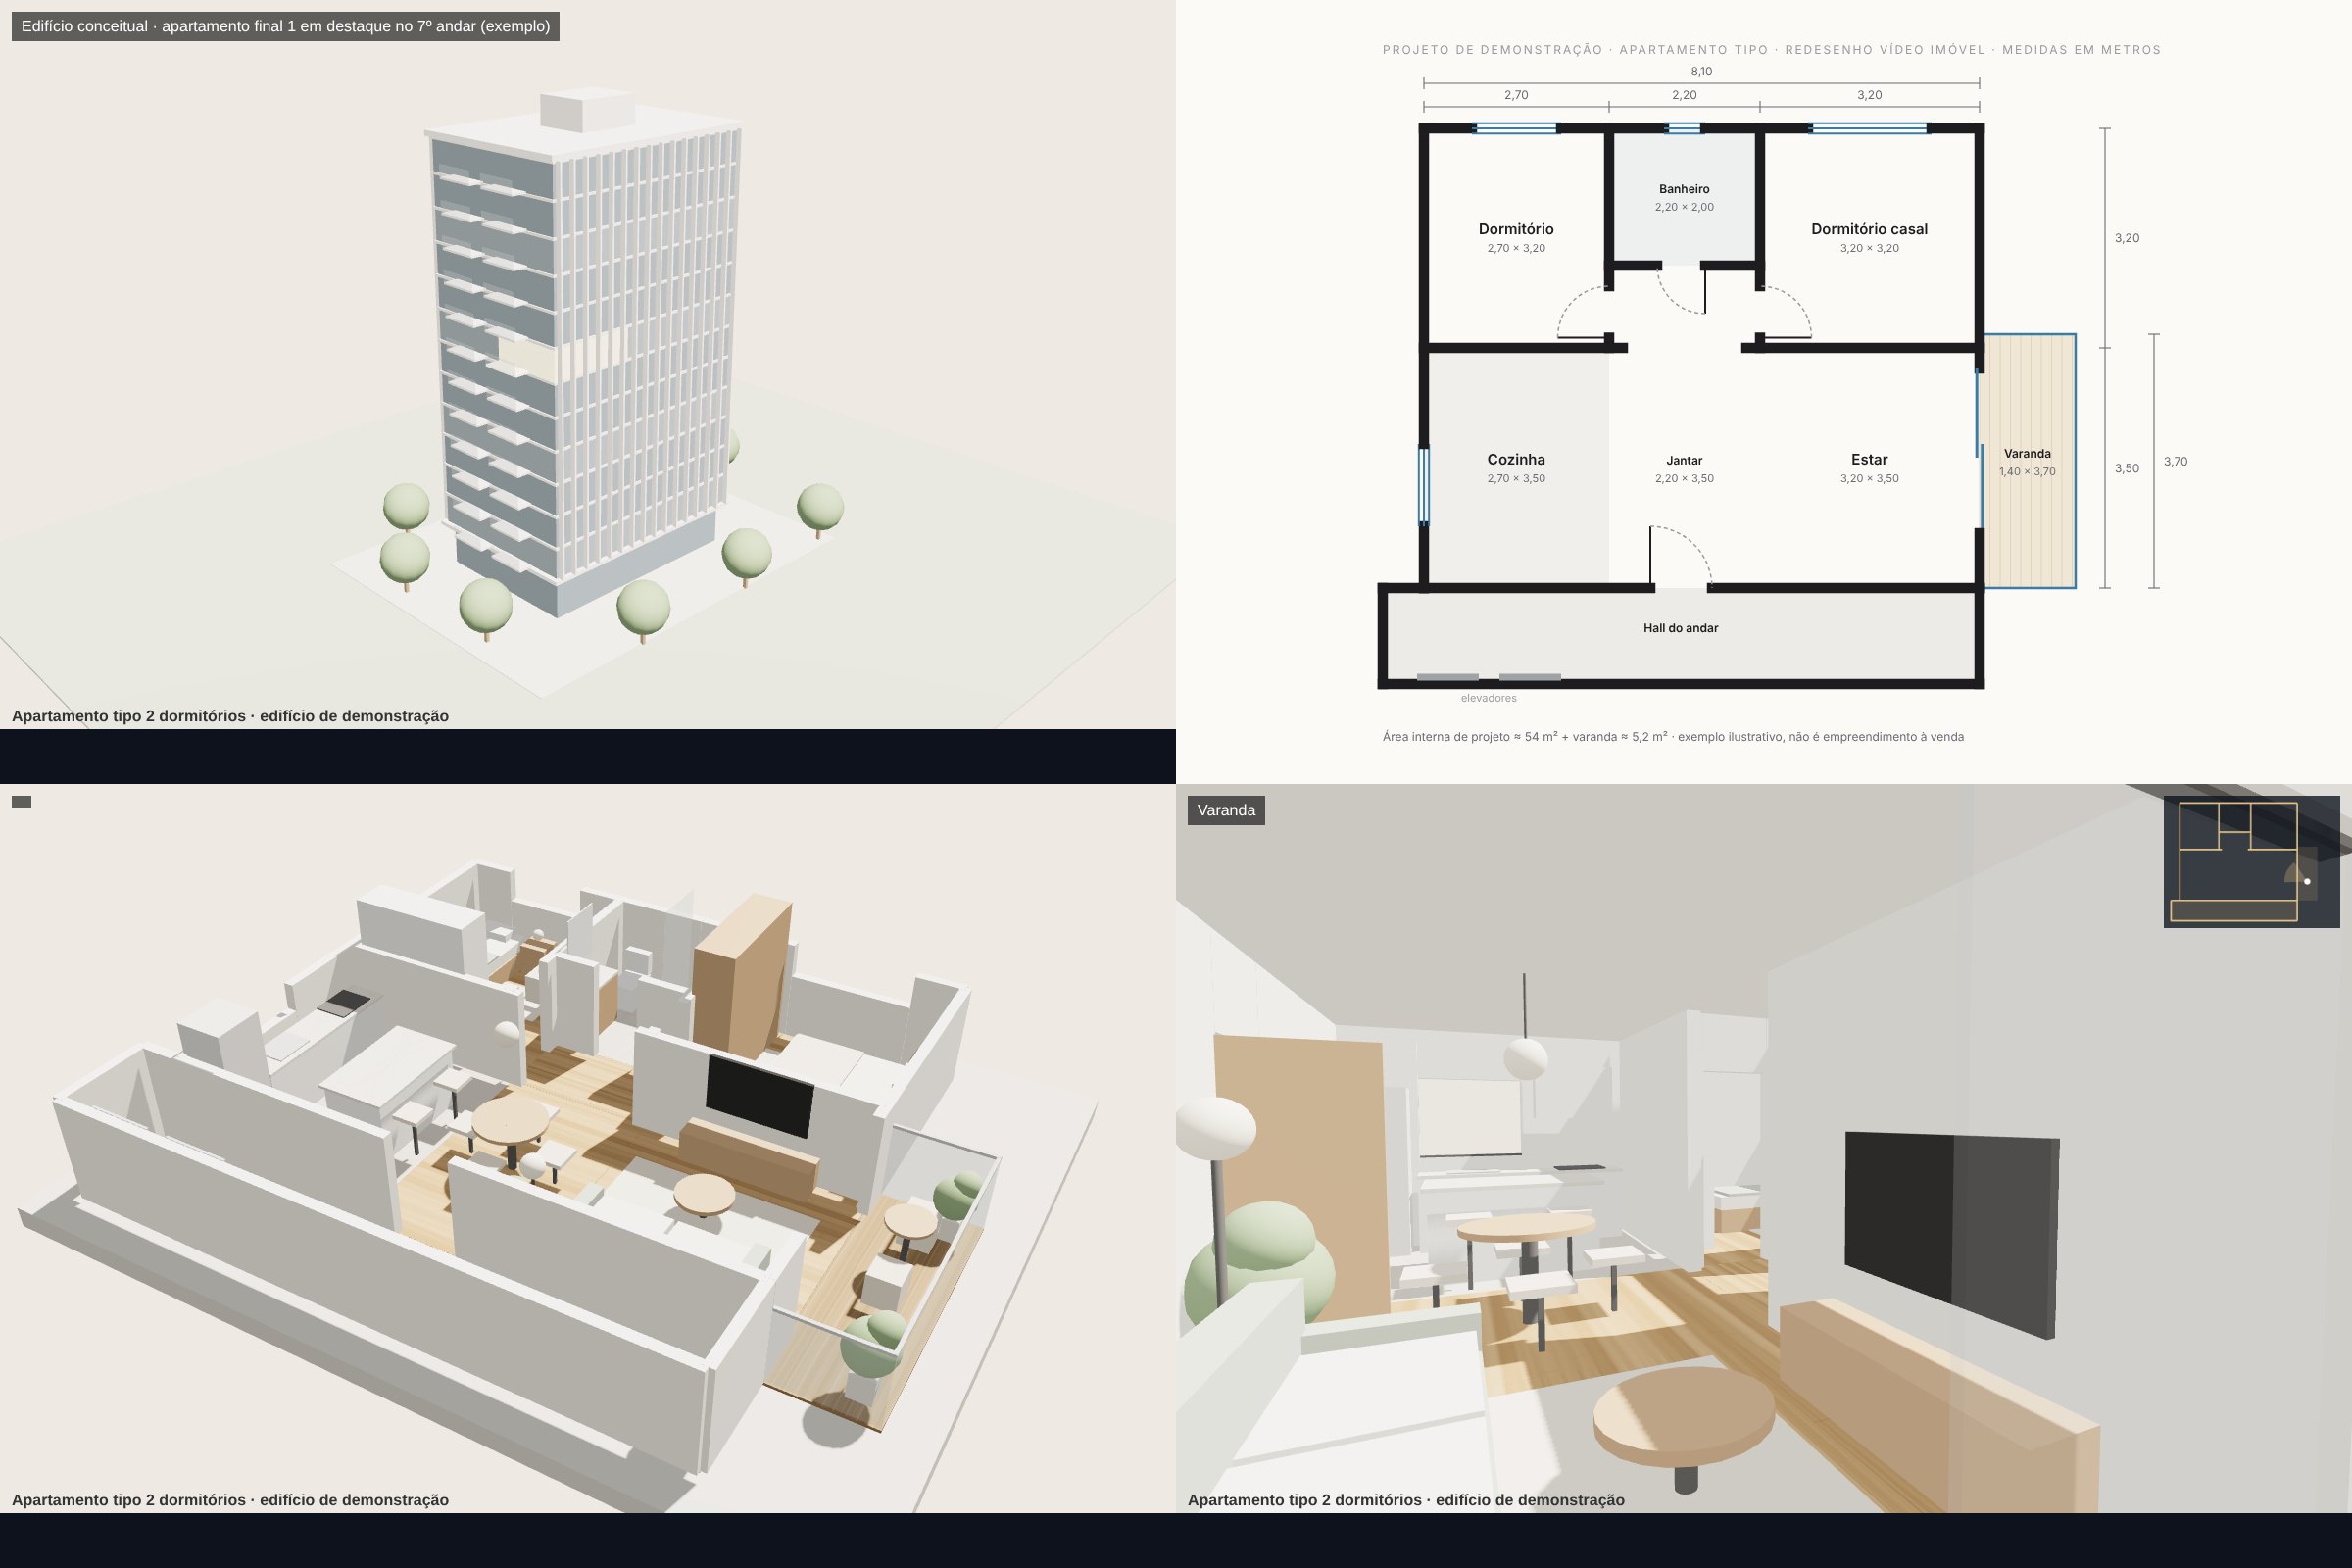 Edifício conceitual · apartamento final 1 em destaque no 7º andar (exemplo)
Apartamento tipo 2 dormitórios · edifício de demonstração
PROJETO DE DEMONSTRAÇÃO · APARTAMENTO TIPO · REDESENHO VÍDEO IMÓVEL · MEDIDAS EM METROS
8,10
2,70 2,20 3,20
Banheiro
2,20 × 2,00
Dormitório
2,70 × 3,20
Dormitório casal
3,20 × 3,20
3,20
Cozinha
2,70 × 3,50
Jantar
2,20 × 3,50
Estar
3,20 × 3,50
Varanda
1,40 × 3,70
3,50
3,70
Hall do andar
elevadores
Área interna de projeto ≈ 54 m² + varanda ≈ 5,2 m² · exemplo ilustrativo, não é empreendimento à venda
Apartamento tipo 2 dormitórios · edifício de demonstração
Varanda
Apartamento tipo 2 dormitórios · edifício de demonstração